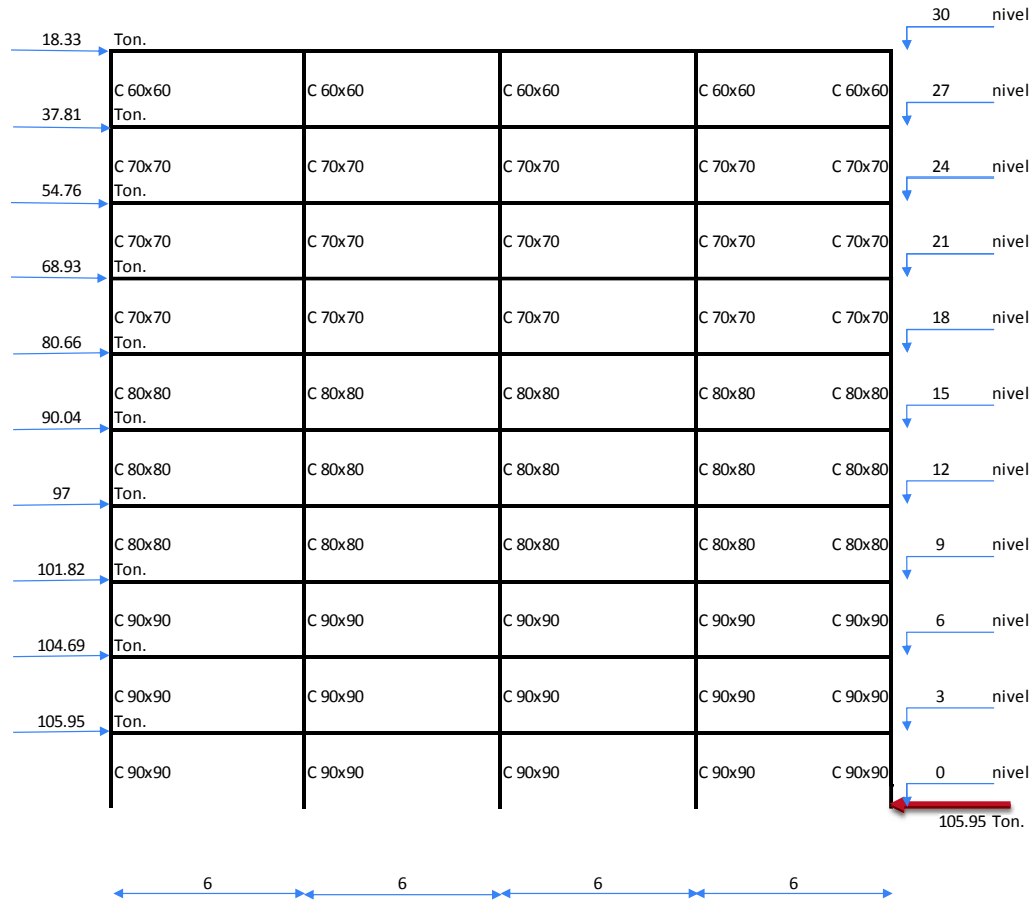 30 nivel
18.33 Ton.
C 60x60 C 60x60 C 60x60 C 60x60 C 60x60 27 nivel
37.81 Ton.
C 70x70 C 70x70 C 70x70 C 70x70 C 70x70 24 nivel
54.76 Ton.
C 70x70 C 70x70 C 70x70 C 70x70 C 70x70 21 nivel
68.93 Ton.
C 70x70 C 70x70 C 70x70 C 70x70 C 70x70 18 nivel
80.66 Ton.
C 80x80 C 80x80 C 80x80 C 80x80 C 80x80 15 nivel
90.04 Ton.
C 80x80 C 80x80 C 80x80 C 80x80 C 80x80 12 nivel
97 Ton.
C 80x80 C 80x80 C 80x80 C 80x80 C 80x80 9 nivel
101.82 Ton.
C 90x90 C 90x90 C 90x90 C 90x90 C 90x90 6 nivel
104.69 Ton.
C 90x90 C 90x90 C 90x90 C 90x90 C 90x90 3 nivel
105.95 Ton.
C 90x90 C 90x90 C 90x90 C 90x90 C 90x90 0 nivel
105.95 Ton.
6 6 6 6